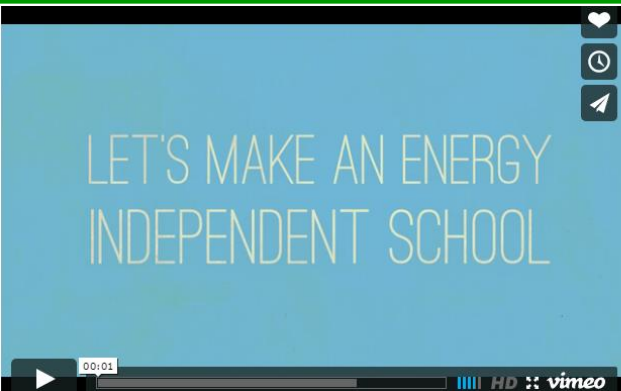 LET'S MAKE AN ENERGY
INDEPENDENT SCHOOL
00:01
HD vimeo